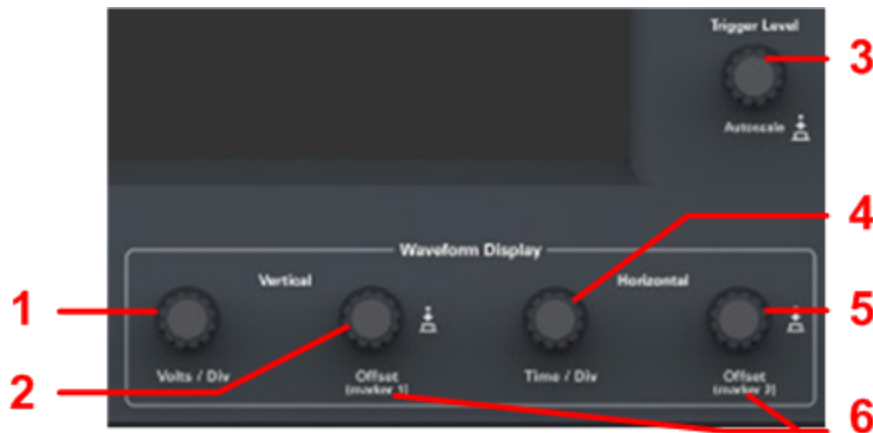 Trigger Level
3
Autoscale
4
Waveform Display
Vertical
Horizontal
1
5
Volts / Div
Offset
(marker 1)
Time / Div
Offset
(marker 2)
2
6